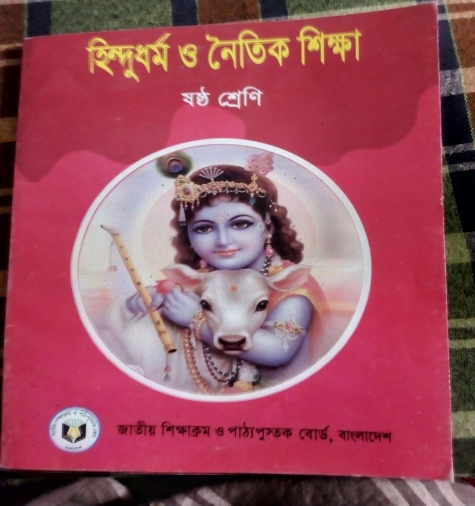 হিন্দুধর্ম ও নৈতিক শিক্ষা
ষষ্ঠ শ্রেণি
জাতীয় শিক্ষাক্রম ও পাঠ্যপুস্তক বোর্ড, বাংলাদেশ